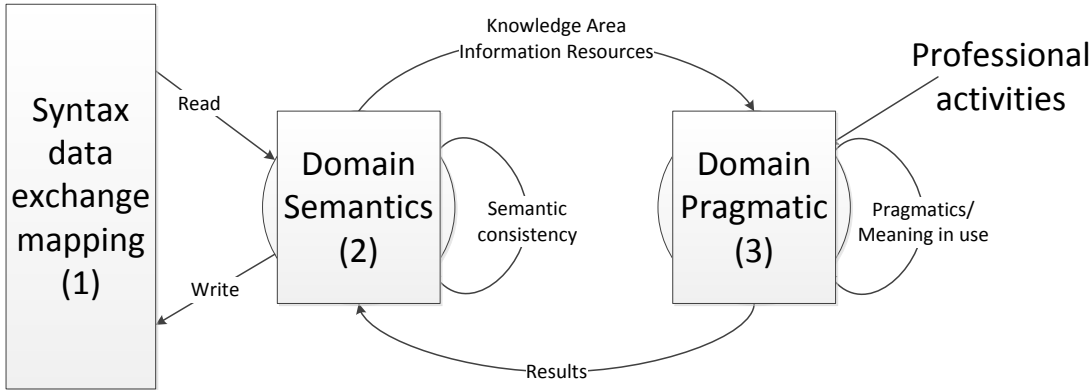 Syntax
data
exchange
mapping
(1)
Read
Write
Domain
Semantics
(2)
Semantic
consistency
Knowledge Area
Information Resources
Results
Domain
Pragmatic
(3)
Professional
activities
Pragmatics/
Meaning in use